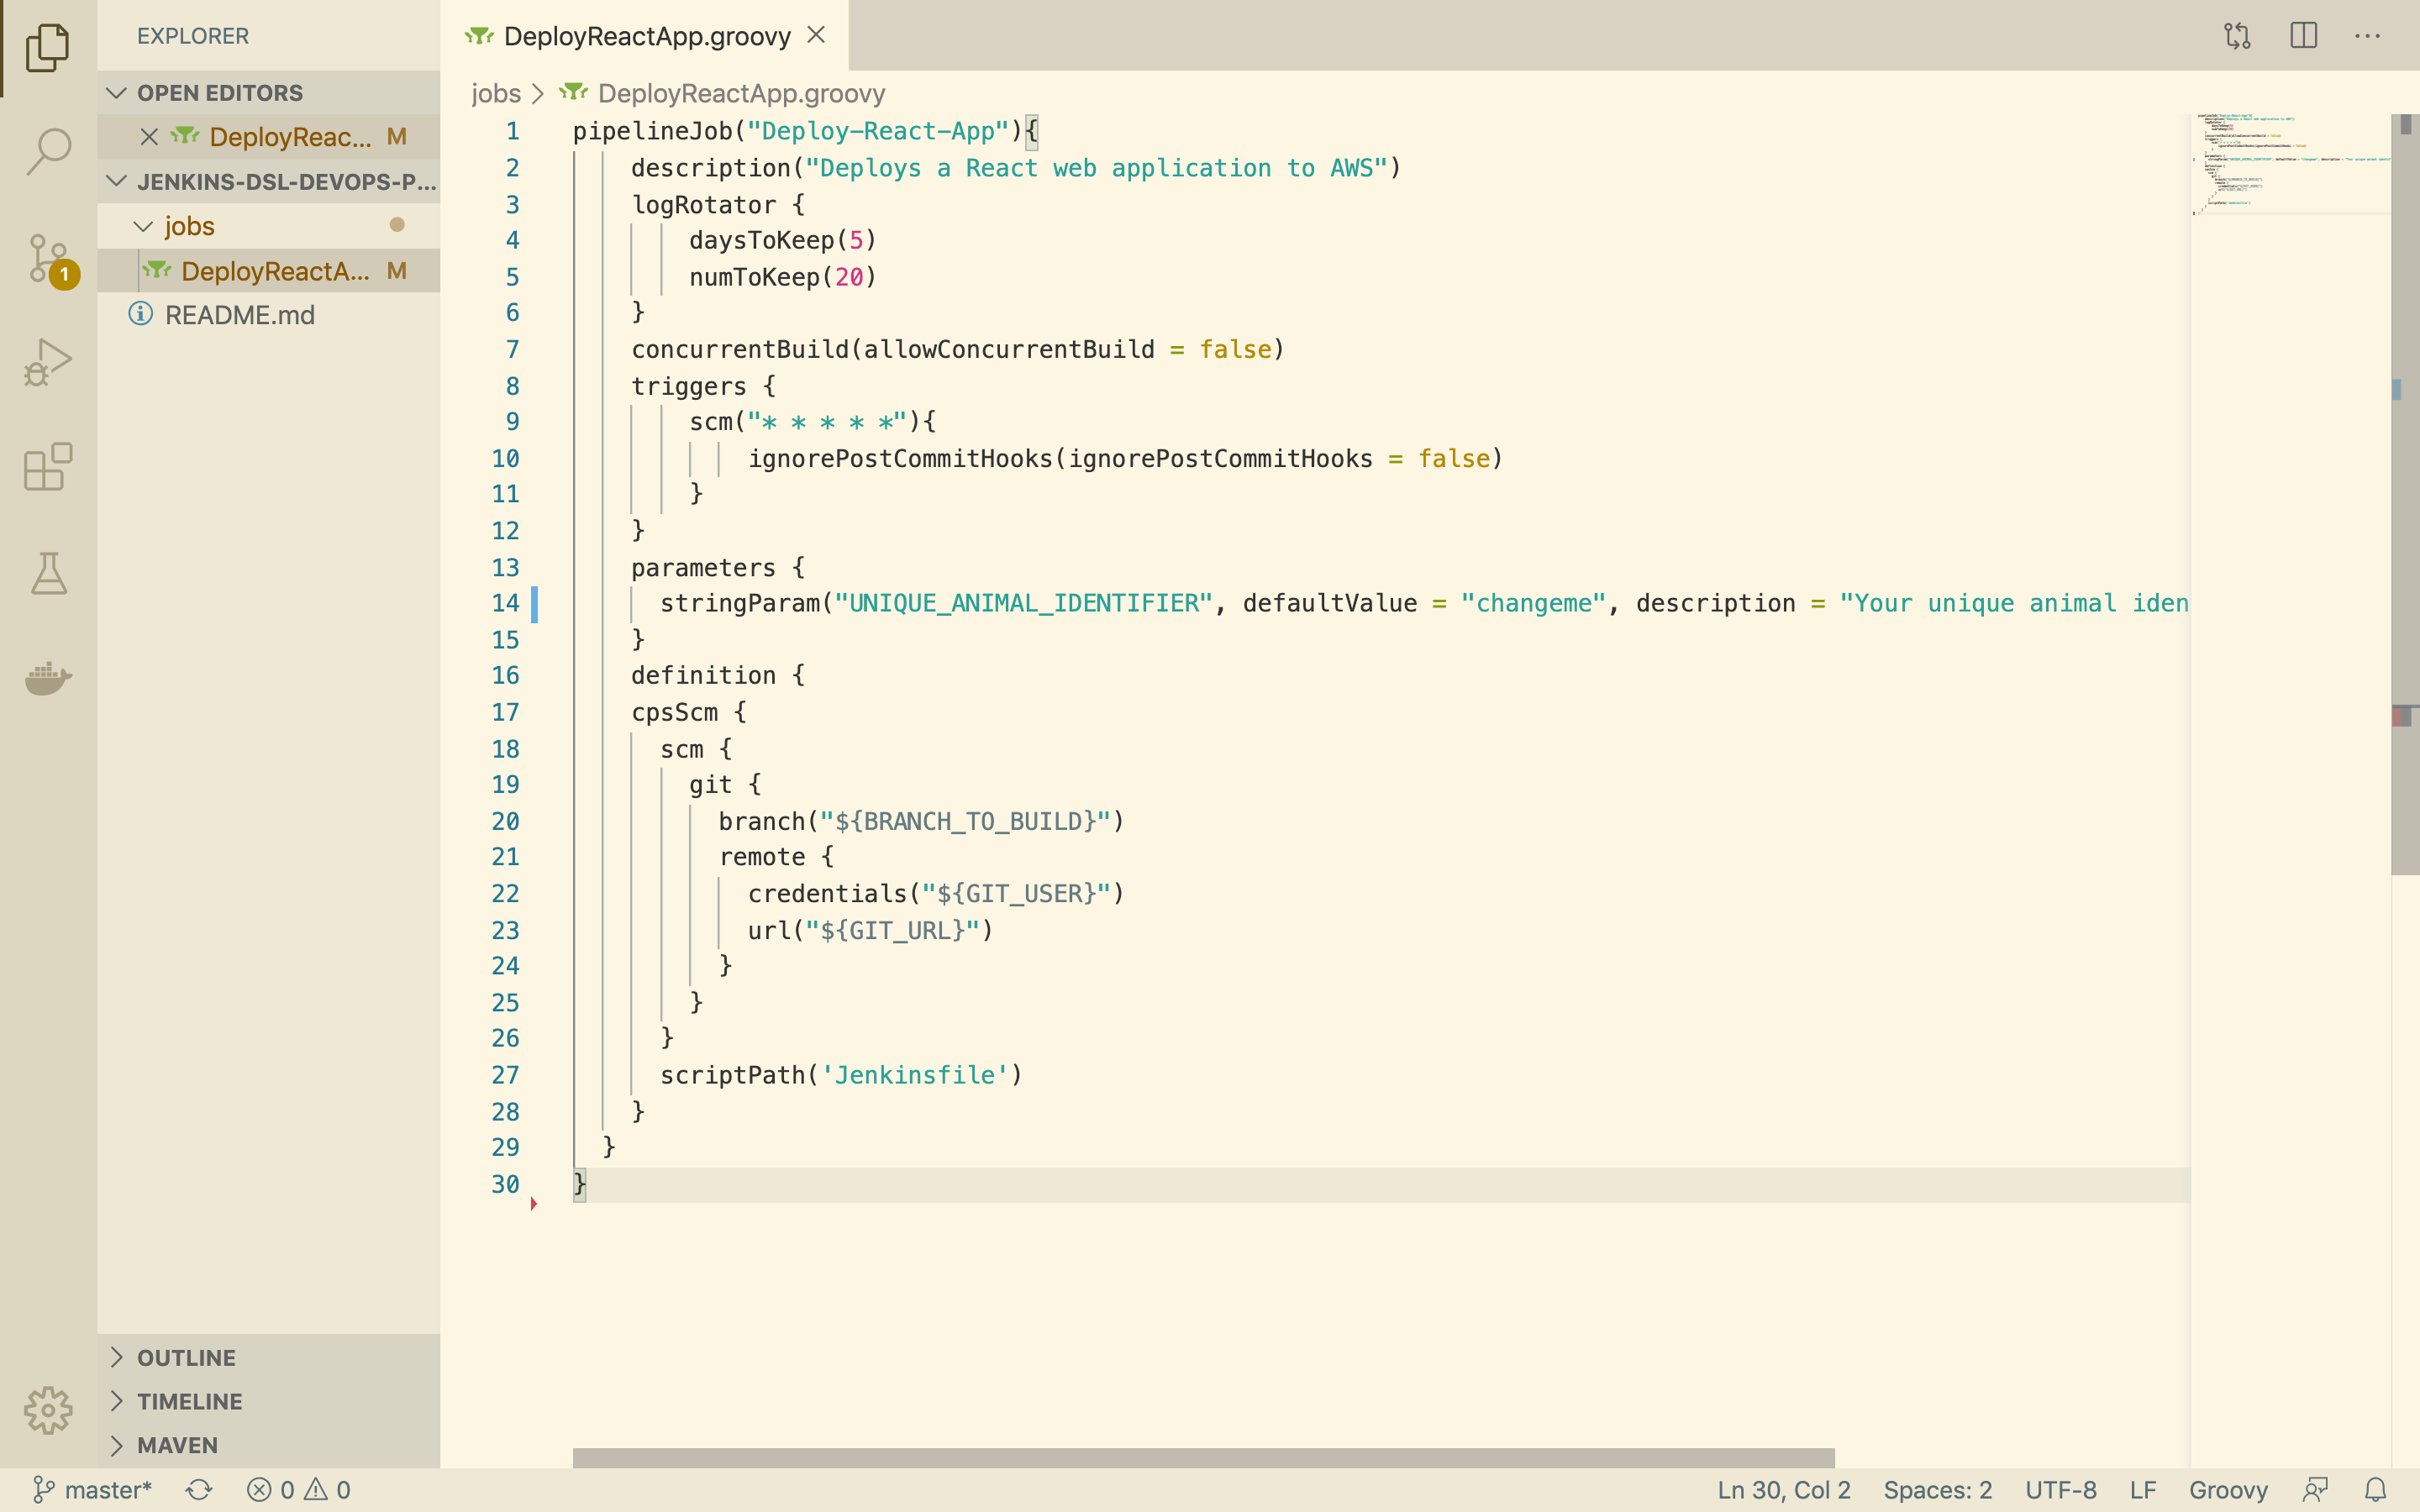 EXPLORER
OPEN EDITORS
DeployReac... M
JENKINS-DSL-DEVOPS-P...
jobs
DeployReactA... M
README.md
OUTLINE
TIMELINE
MAVEN
DeployReactApp.groovy
jobs > DeployReactApp.groovy
1 pipelineJob("Deploy-React-App"){
2     description("Deploys a React web application to AWS")
3     logRotator {
4         daysToKeep(5)
5         numToKeep(20)
6     }
7     concurrentBuild(allowConcurrentBuild = false)
8     triggers {
9         scm("* * * * *"){
10             ignorePostCommitHooks(ignorePostCommitHooks = false)
11         }
12     }
13     parameters {
14       stringParam("UNIQUE_ANIMAL_IDENTIFIER", defaultValue = "changeme", description = "Your unique animal iden
15     }
16     definition {
17     cpsScm {
18       scm {
19         git {
20           branch("${BRANCH_TO_BUILD}")
21           remote {
22             credentials("${GIT_USER}")
23             url("${GIT_URL}")
24           }
25         }
26       }
27       scriptPath('Jenkinsfile')
28     }
29   }
30 }
1
master* 0 0 Ln 30, Col 2 Spaces: 2 UTF-8 LF Groovy